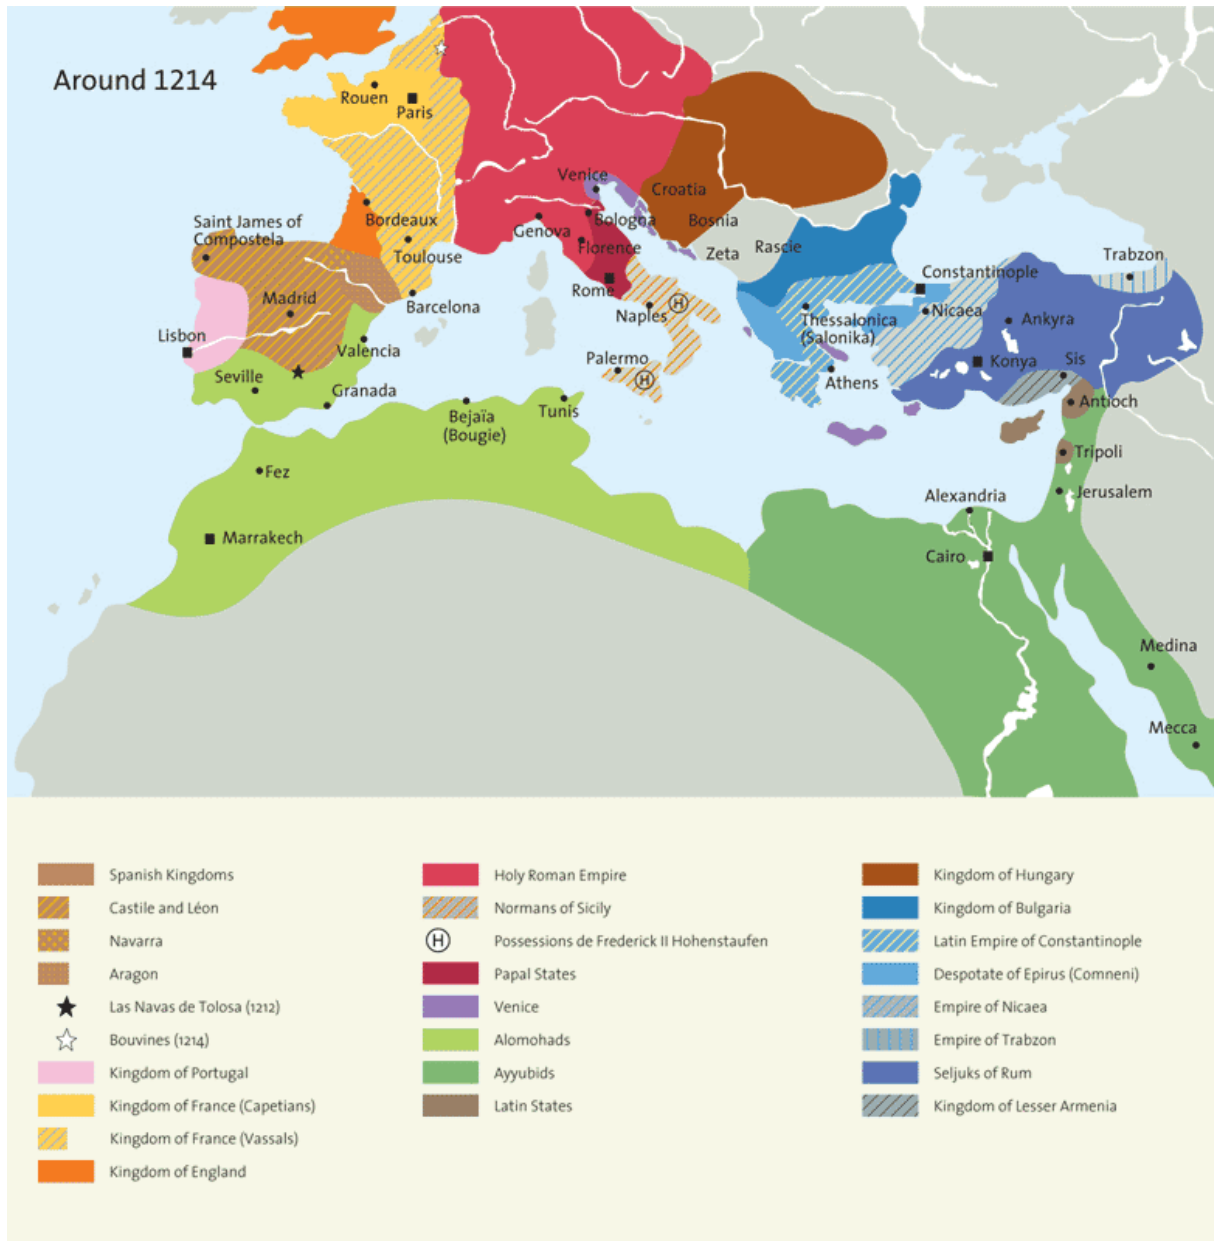 Around 1214
Rouen
Paris
Venice
Croatia
Bologna
Bosnia
Genova
Florence
Zeta
Rascie
Bordeaux
Saint James of
Compostela
Toulouse
Rome
Constantinople
Trabzon
Madrid
Barcelona
Naples
H
Thessalonica
(Salonika)
Nicaea
Ankyra
Lisbon
Valencia
Palermo
H
Konya
Sis
Seville
Granada
Athens
Antioch
Bejaïa
(Bougie)
Tunis
Tripoli
Fez
Alexandria
Jerusalem
Marrakech
Cairo
Medina
Mecca
Spanish Kingdoms
Castile and Léon
Navarra
Aragon
Las Navas de Tolosa (1212)
Bouvines (1214)
Kingdom of Portugal
Kingdom of France (Capetians)
Kingdom of France (Vassals)
Kingdom of England
Holy Roman Empire
Normans of Sicily
H
Possessions de Frederick II Hohenstaufen
Papal States
Venice
Alomohads
Ayyubids
Latin States
Kingdom of Hungary
Kingdom of Bulgaria
Latin Empire of Constantinople
Despotate of Epirus (Comneni)
Empire of Nicaea
Empire of Trabzon
Seljuks of Rum
Kingdom of Lesser Armenia